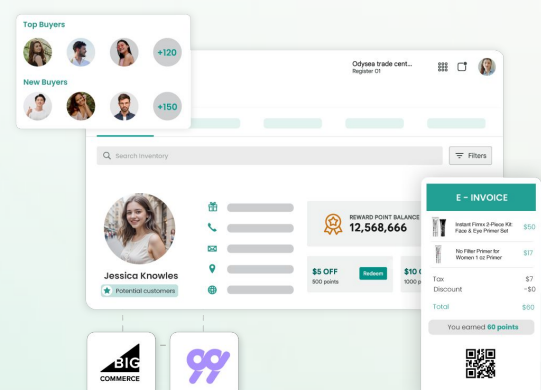 Top Buyers
+120
New Buyers
+150
Odysea trade cent...
Register 01
Search Inventory
Filters
Jessica Knowles
Potential customers
REWARD POINT BALANCE
12,568,666
$5 OFF
500 points
Redeem
$10
1000 p
E - INVOICE
Instant Firmx 2-Piece Kit
Face & Eye Primer Set
$50
No Filter Primer for
Women 1 oz Primer
$17
Tax
$7
Discount
-$0
Total
$60
You earned 60 points
BIG
COMMERCE